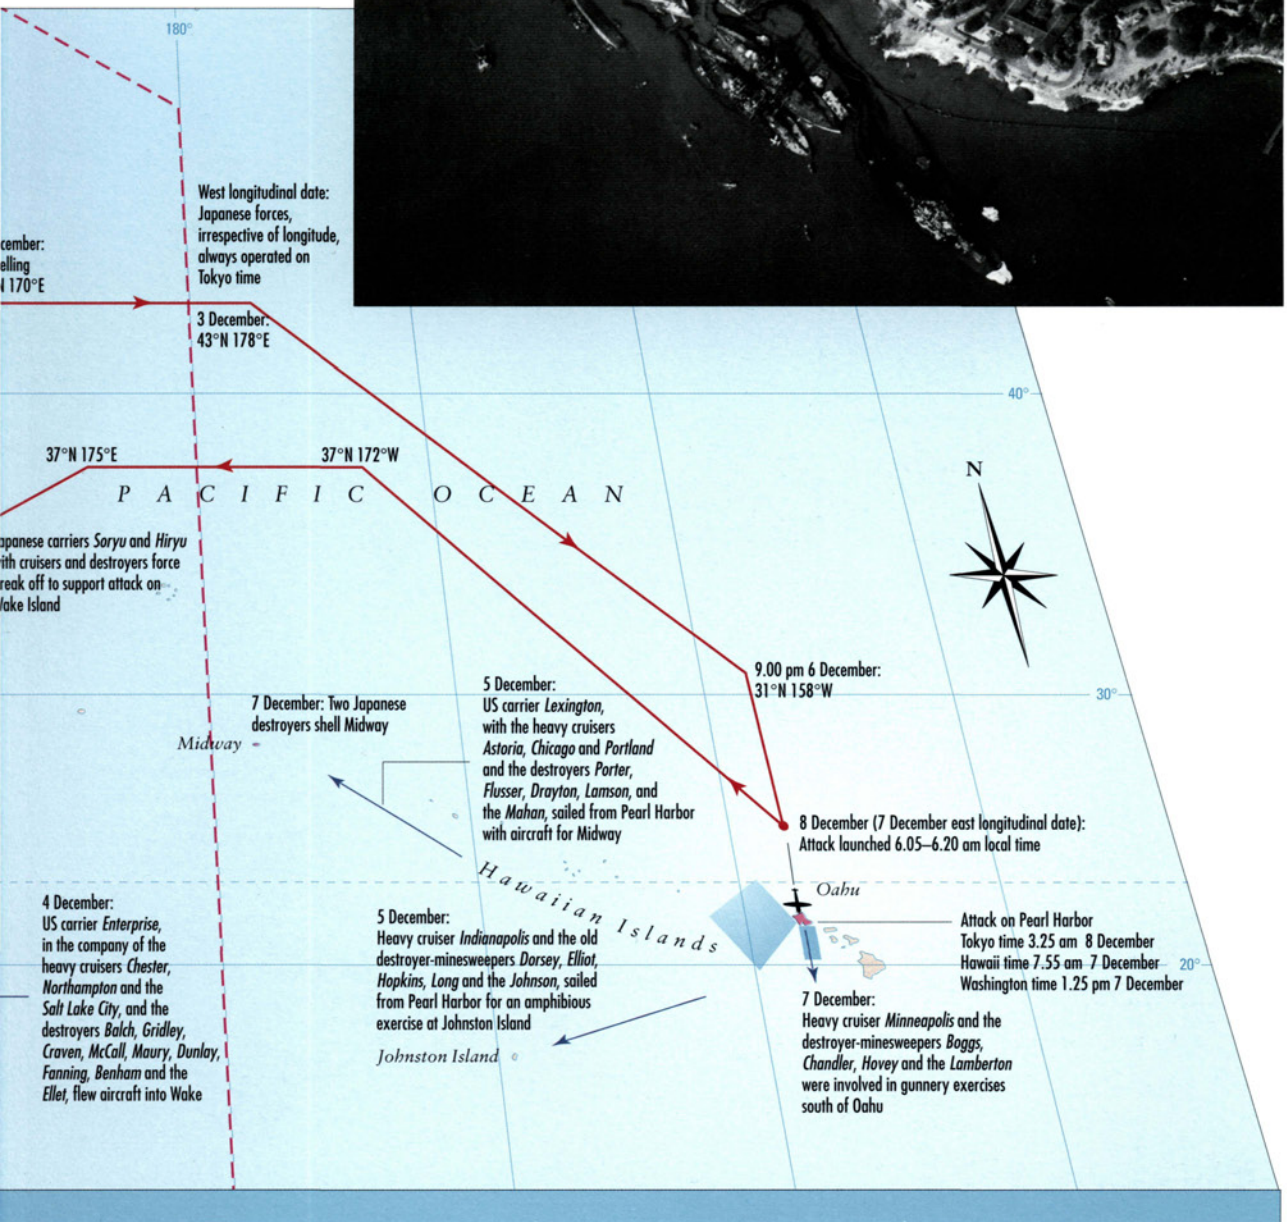 180°
West longitudinal date:
Japanese forces,
irrespective of longitude,
always operated on
Tokyo time
cember:
elling
N 170°E
3 December:
43°N 178°E
40°
37°N 175°E
37°N 172°W
PACIFIC OCEAN
N
apanese carriers Soryu and Hiryu
ith cruisers and destroyers force
reak off to support attack on
Wake Island
9.00 pm 6 December:
31°N 158°W
30°
7 December: Two Japanese
destroyers shell Midway
Midway
5 December:
US carrier Lexington,
with the heavy cruisers
Astoria, Chicago and Portland
and the destroyers Porter,
Flusser, Drayton, Lamson, and
the Mahan, sailed from Pearl Harbor
with aircraft for Midway
8 December (7 December east longitudinal date):
Attack launched 6.05–6.20 am local time
Hawaiian Islands
Oahu
4 December:
US carrier Enterprise,
in the company of the
heavy cruisers Chester,
Northampton and the
Salt Lake City, and the
destroyers Balch, Gridley,
Craven, McCall, Maury, Dunlay,
Fanning, Benham and the
Ellet, flew aircraft into Wake
5 December:
Heavy cruiser Indianapolis and the old
destroyer-minesweepers Dorsey, Elliot,
Hopkins, Long and the Johnson, sailed
from Pearl Harbor for an amphibious
exercise at Johnston Island
Johnston Island
Attack on Pearl Harbor
Tokyo time 3.25 am 8 December
Hawaii time 7.55 am 7 December
Washington time 1.25 pm 7 December
20°
7 December:
Heavy cruiser Minneapolis and the
destroyer-minesweepers Boggs,
Chandler, Hovey and the Lamberton
were involved in gunnery exercises
south of Oahu